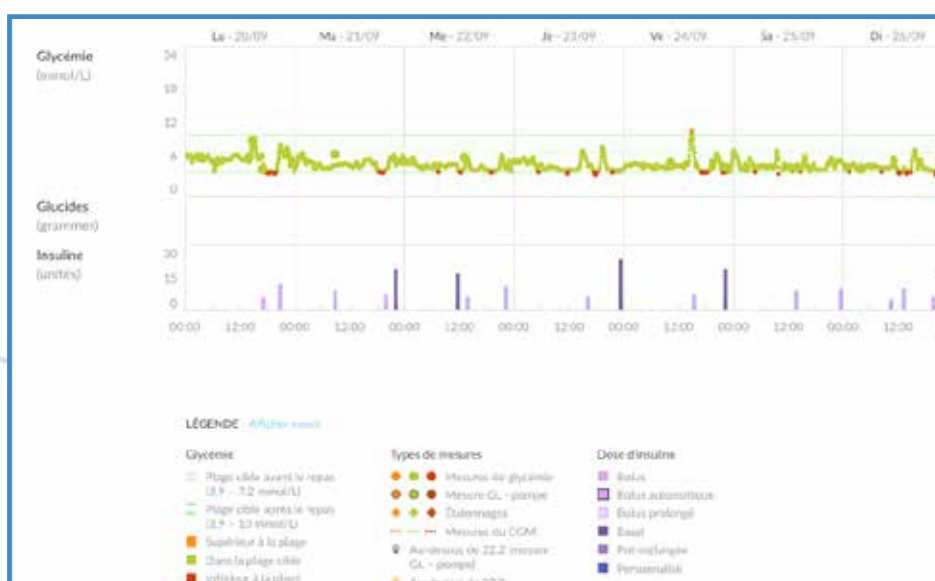 Lu - 20/09 Ma - 21/09 Me - 22/09 Je - 23/09 Ve - 24/09 Sa - 25/09 Di - 26/09
Glycémie
(mmol/L)
24
18
12
6
0
Glucides
(grammes)
Insuline
(unités)
30
15
0
00:00 12:00 00:00 12:00 00:00 12:00 00:00 12:00 00:00 12:00 00:00 12:00 00:00 12:00
LÉGENDE Afficher moins
Glycémie
Plage cible avant le repas
(3,9 - 7,2 mmol/L)
Plage cible après le repas
(3,9 - 10 mmol/L)
Supérieur à la plage
Dans la plage cible
Inférieur à la plage
Types de mesures
Mesures de glycémie
Mesure GL - pompe
Étalonnages
Mesures du CGM
Au-dessus de 22.2 (mesure
GL - pompe)
Dose d'insuline
Bolus
Bolus automatique
Bolus prolongé
Basal
Pré-mélangée
Personnalisé